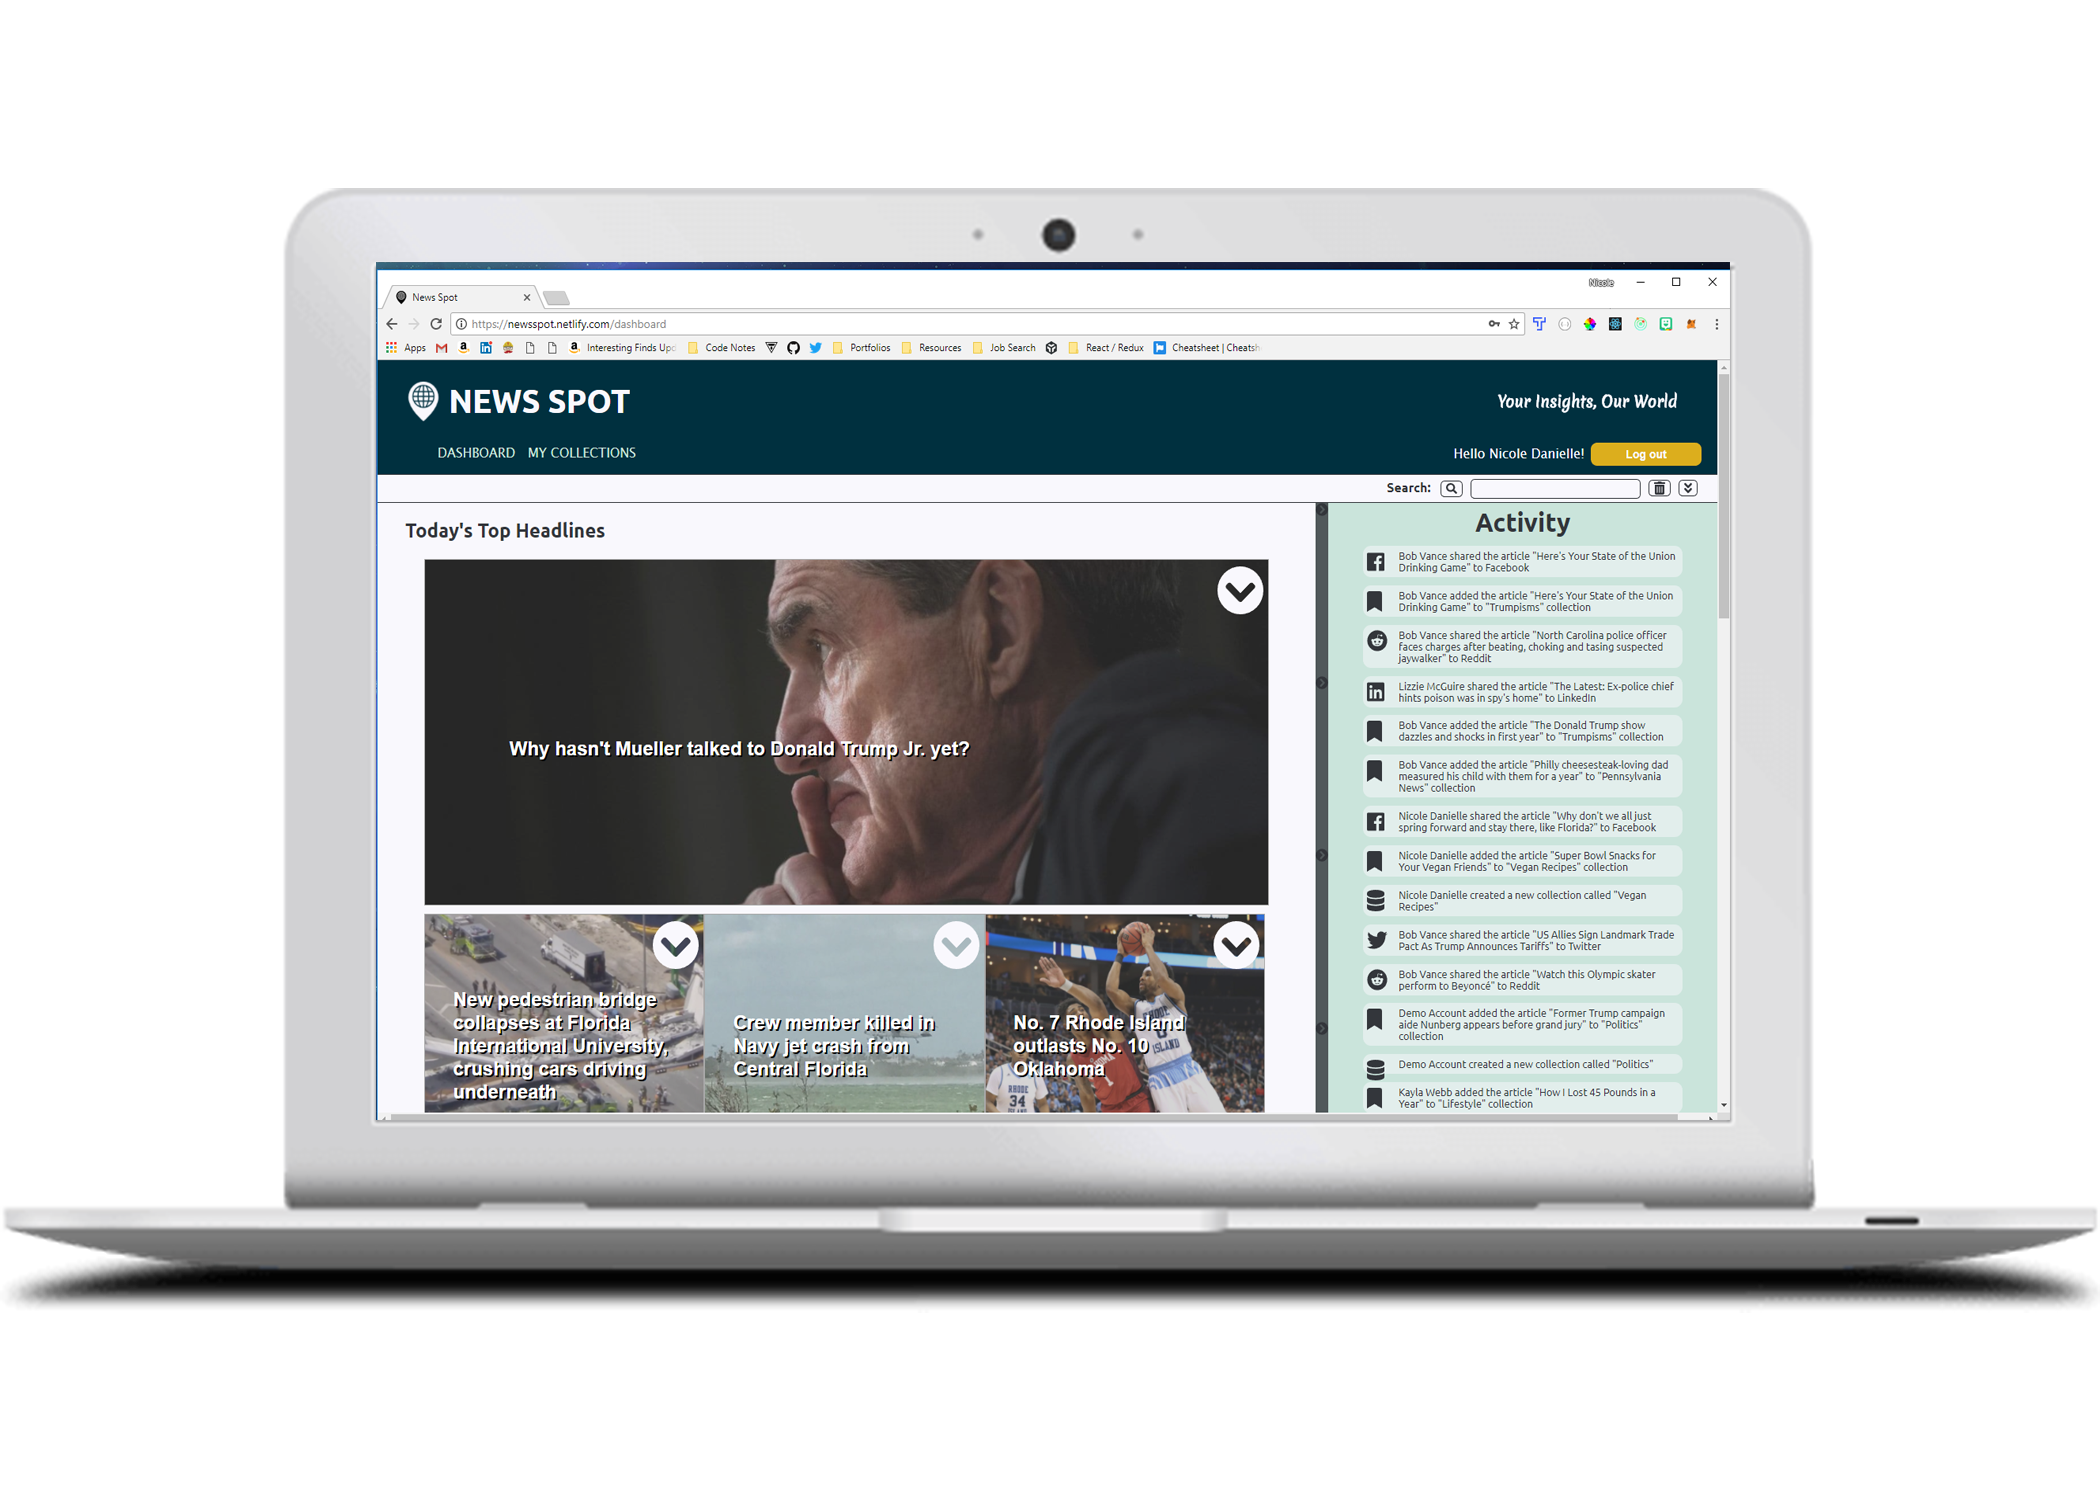 Nicole
News Spot
https://newsspot.netlify.com/dashboard
Apps
Interesting Finds Upd
Code Notes
Portfolios
Resources
Job Search
React / Redux
Cheatsheet | Cheatsh
NEWS SPOT
Your Insights, Our World
DASHBOARD MY COLLECTIONS
Hello Nicole Danielle! Log out
Search:
Today's Top Headlines
Why hasn't Mueller talked to Donald Trump Jr. yet?
New pedestrian bridge
collapses at Florida
International University,
crushing cars driving
underneath
Crew member killed in
Navy jet crash from
Central Florida
No. 7 Rhode Island
outlasts No. 10
Oklahoma
RHODE
34
ISLAND
Activity
Bob Vance shared the article "Here's Your State of the Union
Drinking Game" to Facebook
Bob Vance added the article "Here's Your State of the Union
Drinking Game" to "Trumpisms" collection
Bob Vance shared the article "North Carolina police officer
faces charges after beating, choking and tasing suspected
jaywalker" to Reddit
Lizzie McGuire shared the article "The Latest: Ex-police chief
hints poison was in spy's home" to LinkedIn
Bob Vance added the article "The Donald Trump show
dazzles and shocks in first year" to "Trumpisms" collection
Bob Vance added the article "Philly cheesesteak-loving dad
measured his child with them for a year" to "Pennsylvania
News" collection
Nicole Danielle shared the article "Why don't we all just
spring forward and stay there, like Florida?" to Facebook
Nicole Danielle added the article "Super Bowl Snacks for
Your Vegan Friends" to "Vegan Recipes" collection
Nicole Danielle created a new collection called "Vegan
Recipes"
Bob Vance shared the article "US Allies Sign Landmark Trade
Pact As Trump Announces Tariffs" to Twitter
Bob Vance shared the article "Watch this Olympic skater
perform to Beyoncé" to Reddit
Demo Account added the article "Former Trump campaign
aide Nunberg appears before grand jury" to "Politics"
collection
Demo Account created a new collection called "Politics"
Kayla Webb added the article "How I Lost 45 Pounds in a
Year" to "Lifestyle" collection